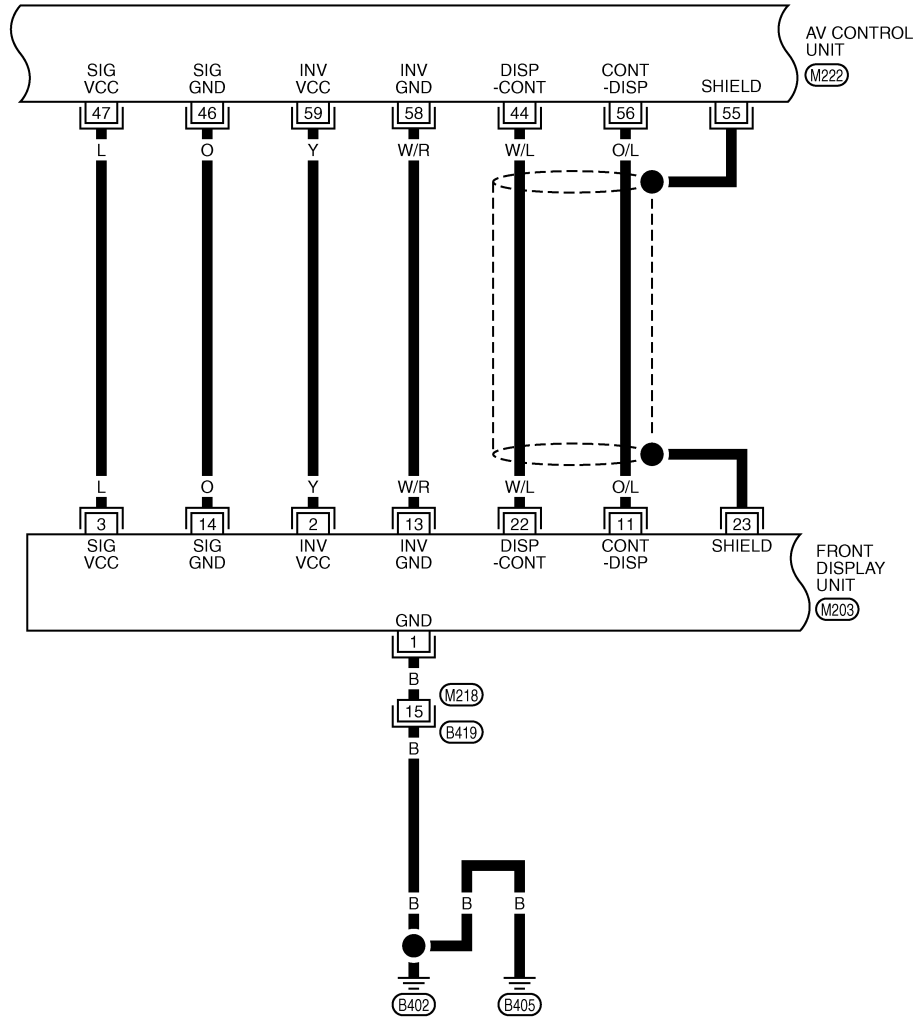 AV CONTROL
UNIT
M222
SIG
VCC
SIG
GND
INV
VCC
INV
GND
DISP
-CONT
CONT
-DISP
SHIELD
47
46
59
58
44
56
55
L
O
Y
W/R
W/L
O/L
L
O
Y
W/R
W/L
O/L
3
14
2
13
22
11
23
SIG
VCC
SIG
GND
INV
VCC
INV
GND
DISP
-CONT
CONT
-DISP
SHIELD
FRONT
DISPLAY
UNIT
M203
GND
1
B
M218
15
B419
B
B
B
B
B402
B405